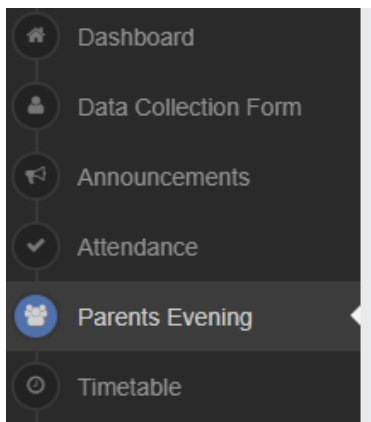 Dashboard
Data Collection Form
Announcements
Attendance
Parents Evening
Timetable